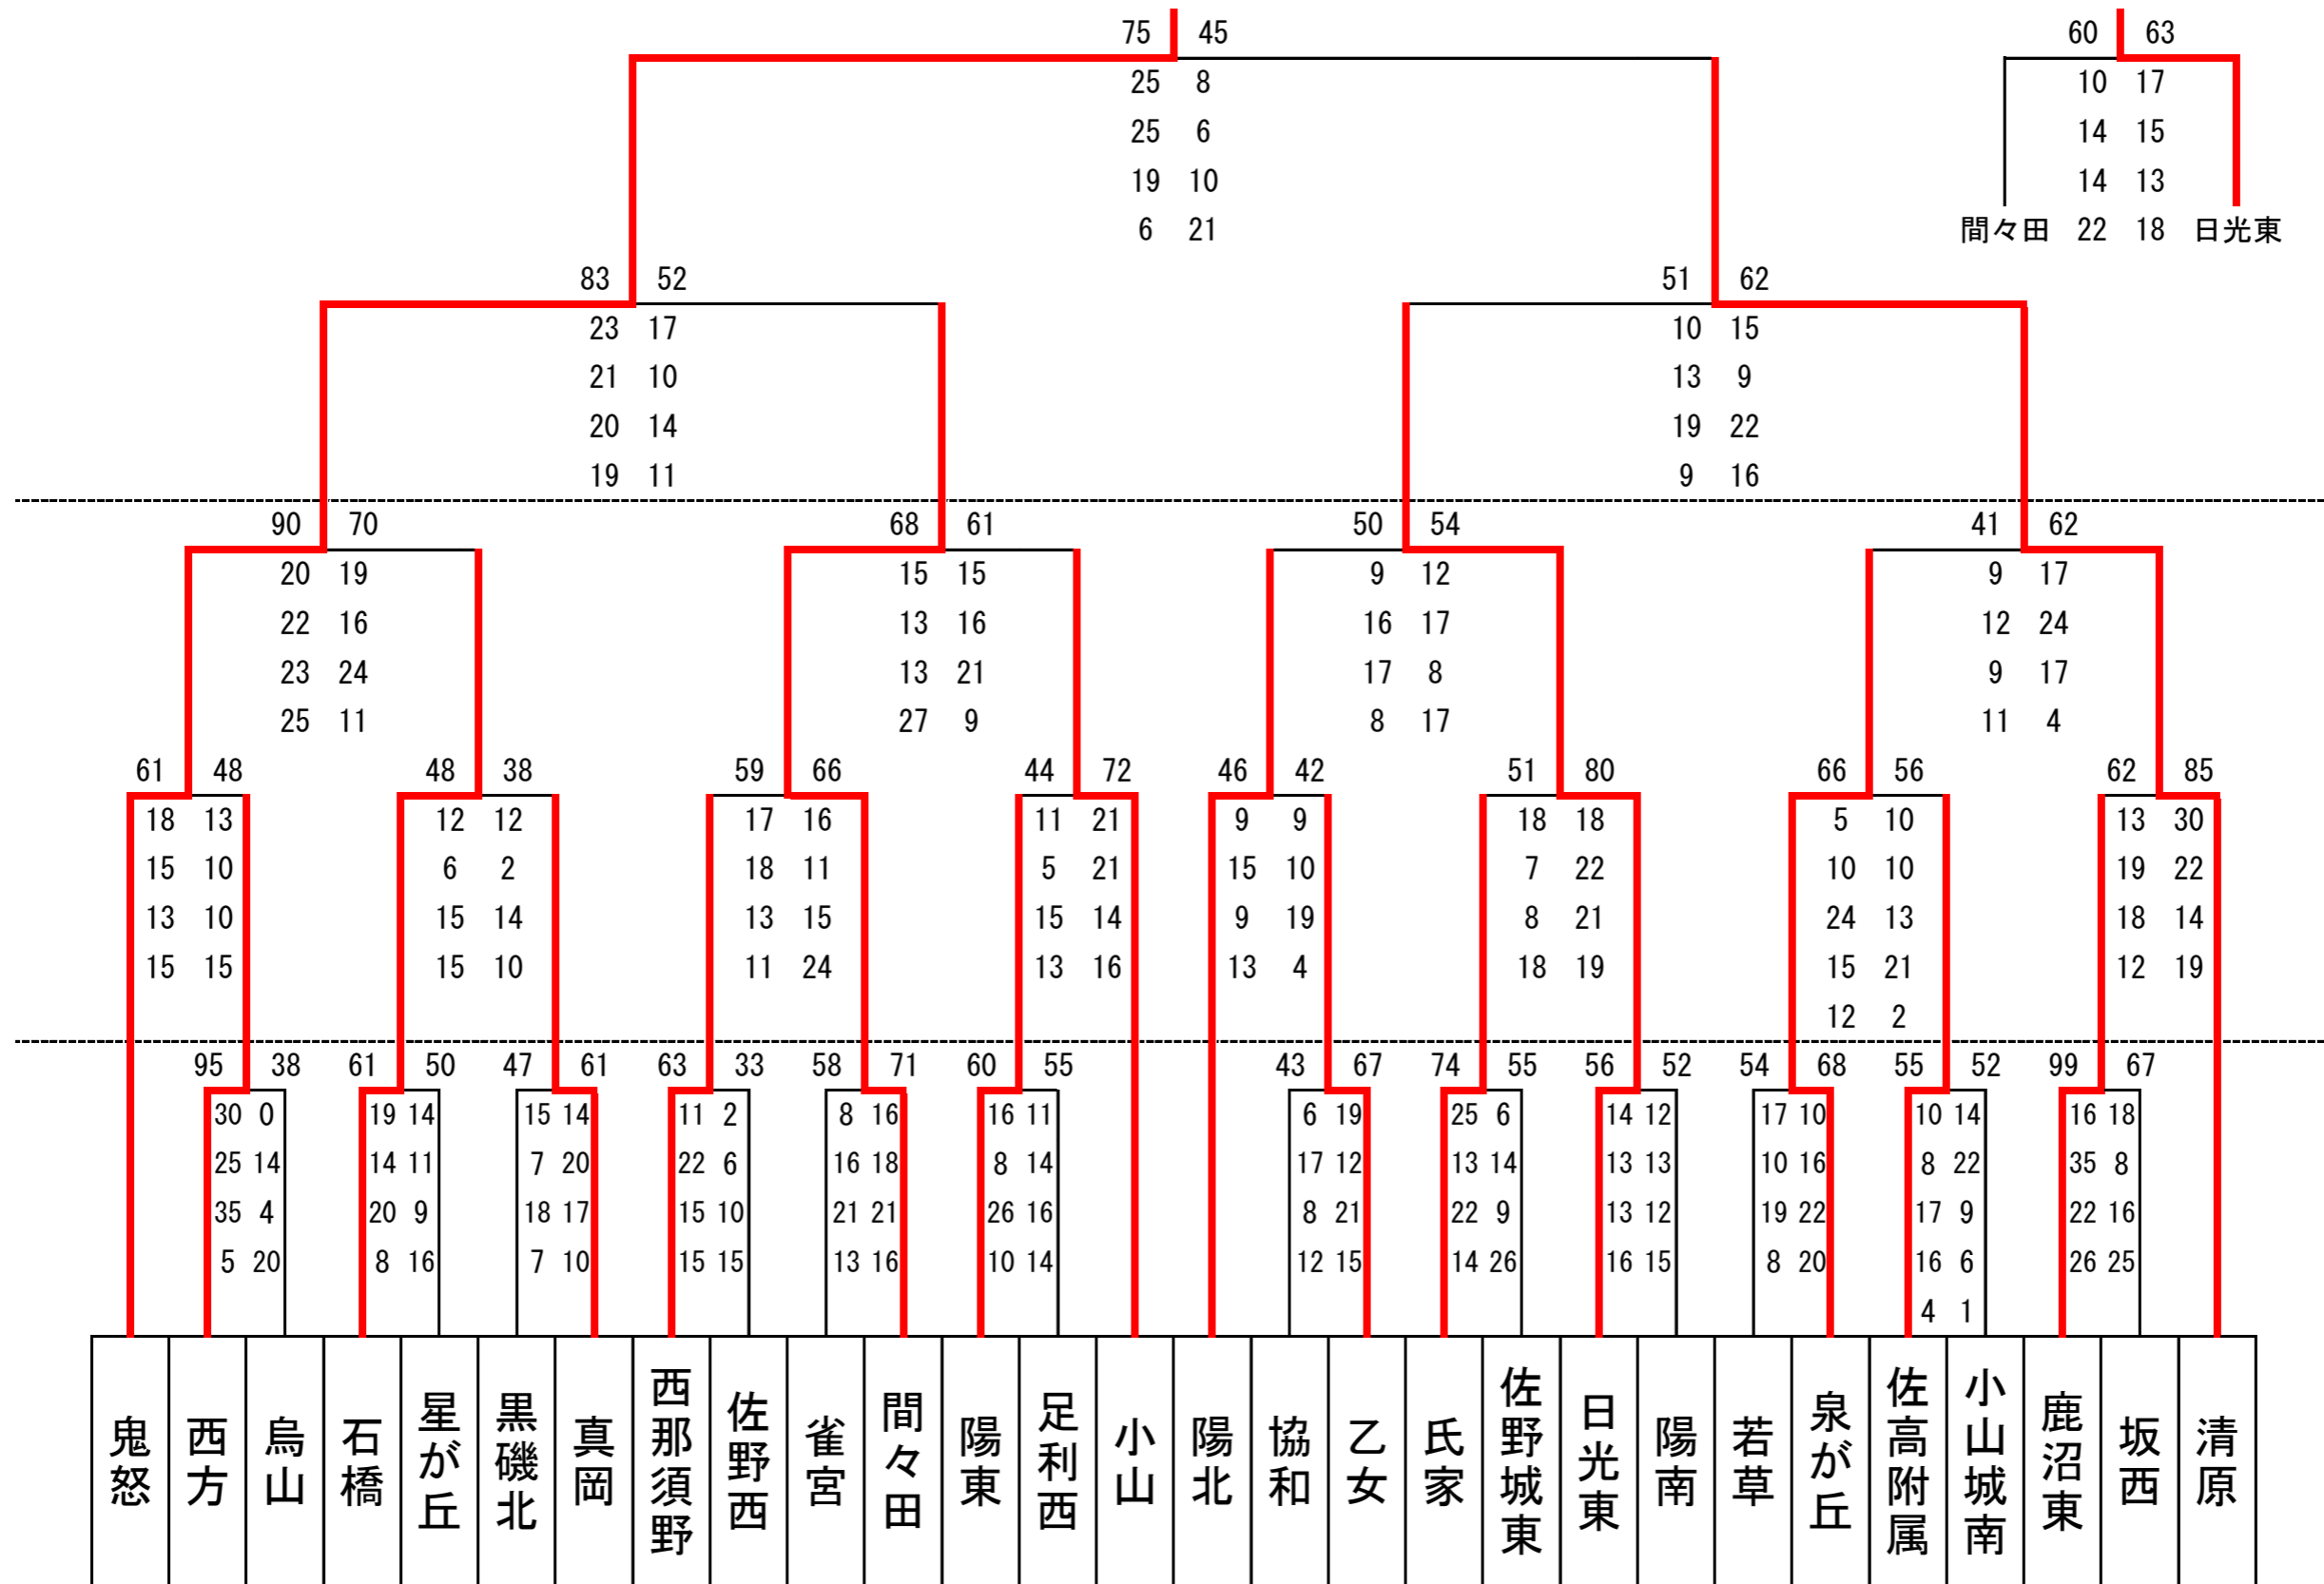 75 45 60 63
25 8 10 17
25 6 14 15
19 10 14 13
6 21 間々田 22 18 日光東
83 52 51 62
23 17 10 15
21 10 13 9
20 14 19 22
19 11 9 16
90 70 68 61 50 54 41 62
20 19 15 15 9 12 9 17
22 16 13 16 16 17 12 24
23 24 13 21 17 8 9 17
25 11 27 9 8 17 11 4
61 48 48 38 59 66 44 72 46 42 51 80 66 56 62 85
18 13 12 12 17 16 11 21 9 9 18 18 5 10 13 30
15 10 6 2 18 11 5 21 15 10 7 22 10 10 19 22
13 10 15 14 13 15 15 14 9 19 8 21 24 13 18 14
15 15 15 10 11 24 13 16 13 4 18 19 15 21 12 19
12 2
95 38 61 50 47 61 63 33 58 71 60 55 43 67 74 55 56 52 54 68 55 52 99 67
30 0 19 14 15 14 11 2 8 16 16 11 6 19 25 6 14 12 17 10 10 14 16 18
25 14 14 11 7 20 22 6 16 18 8 14 17 12 13 14 13 13 10 16 8 22 35 8
35 4 20 9 18 17 15 10 21 21 26 16 8 21 22 9 13 12 19 22 17 9 22 16
5 20 8 16 7 10 15 15 13 16 10 14 12 15 14 26 16 15 8 20 16 6 26 25
4 1
鬼怒
西方
烏山
石橋
星が丘
黒磯北
真岡
西那須野
佐野西
雀宮
間々田
陽東
足利西
小山
陽北
協和
乙女
氏家
佐野城東
日光東
陽南
若草
泉が丘
佐高附属
小山城南
鹿沼東
坂西
清原